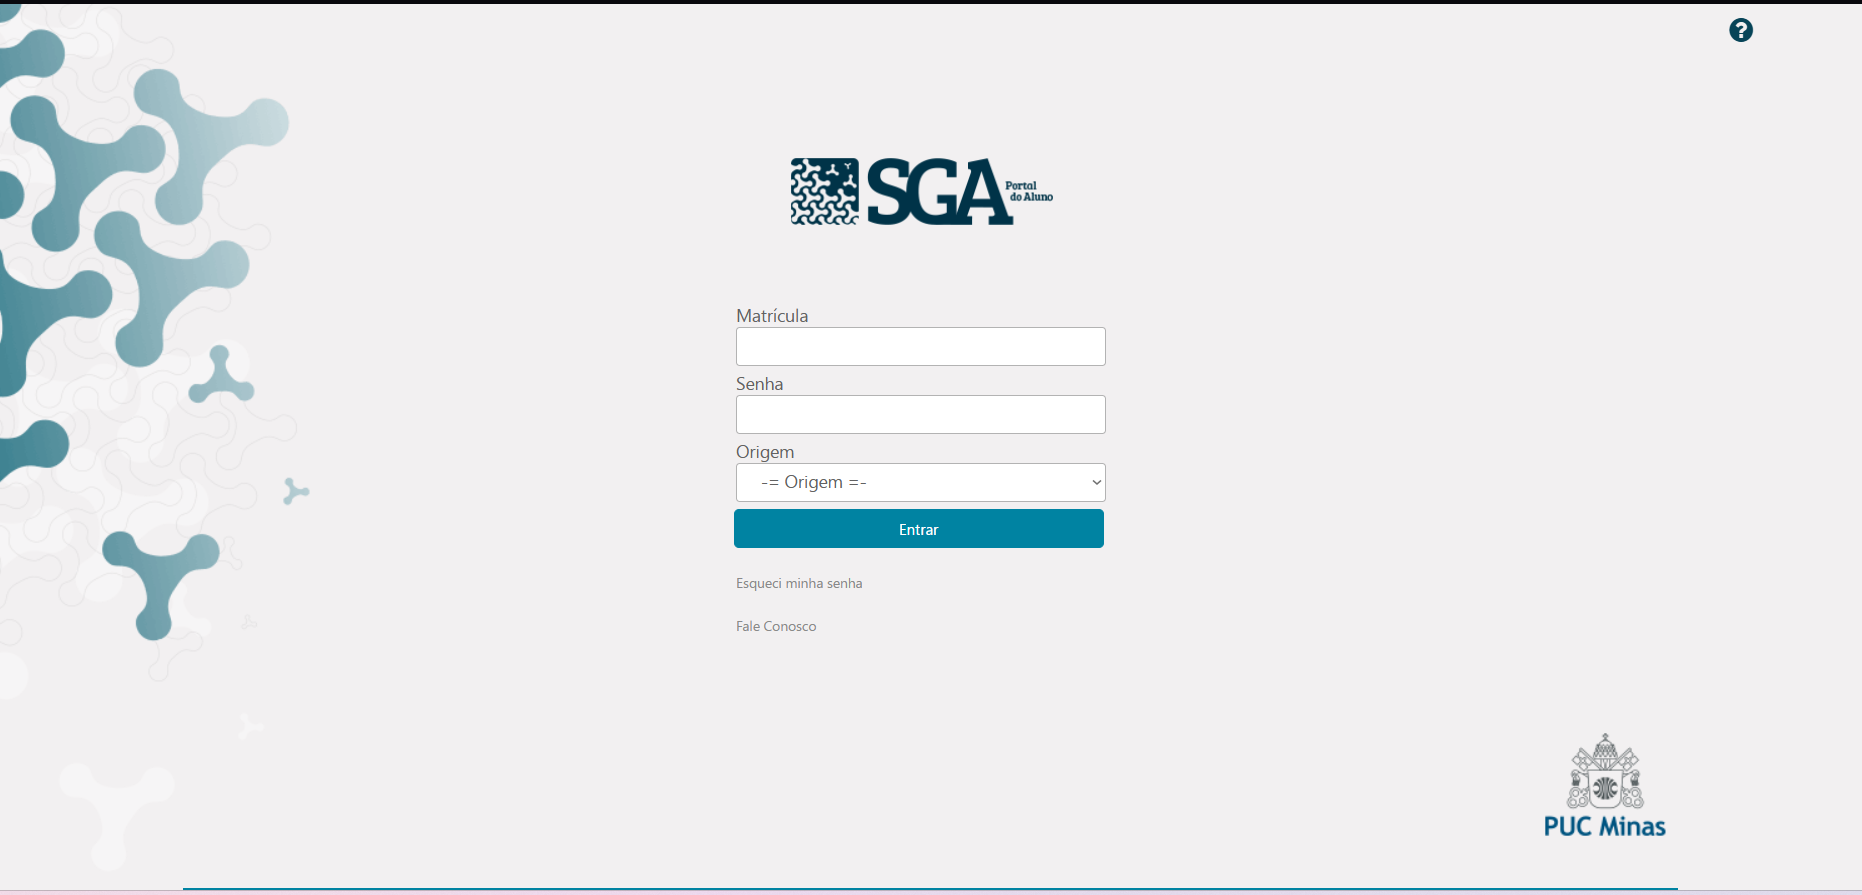 ?
SGA Portal
do Aluno
Matrícula
Senha
Origem
-= Origem =-
Entrar
Esqueci minha senha
Fale Conosco
PUC Minas